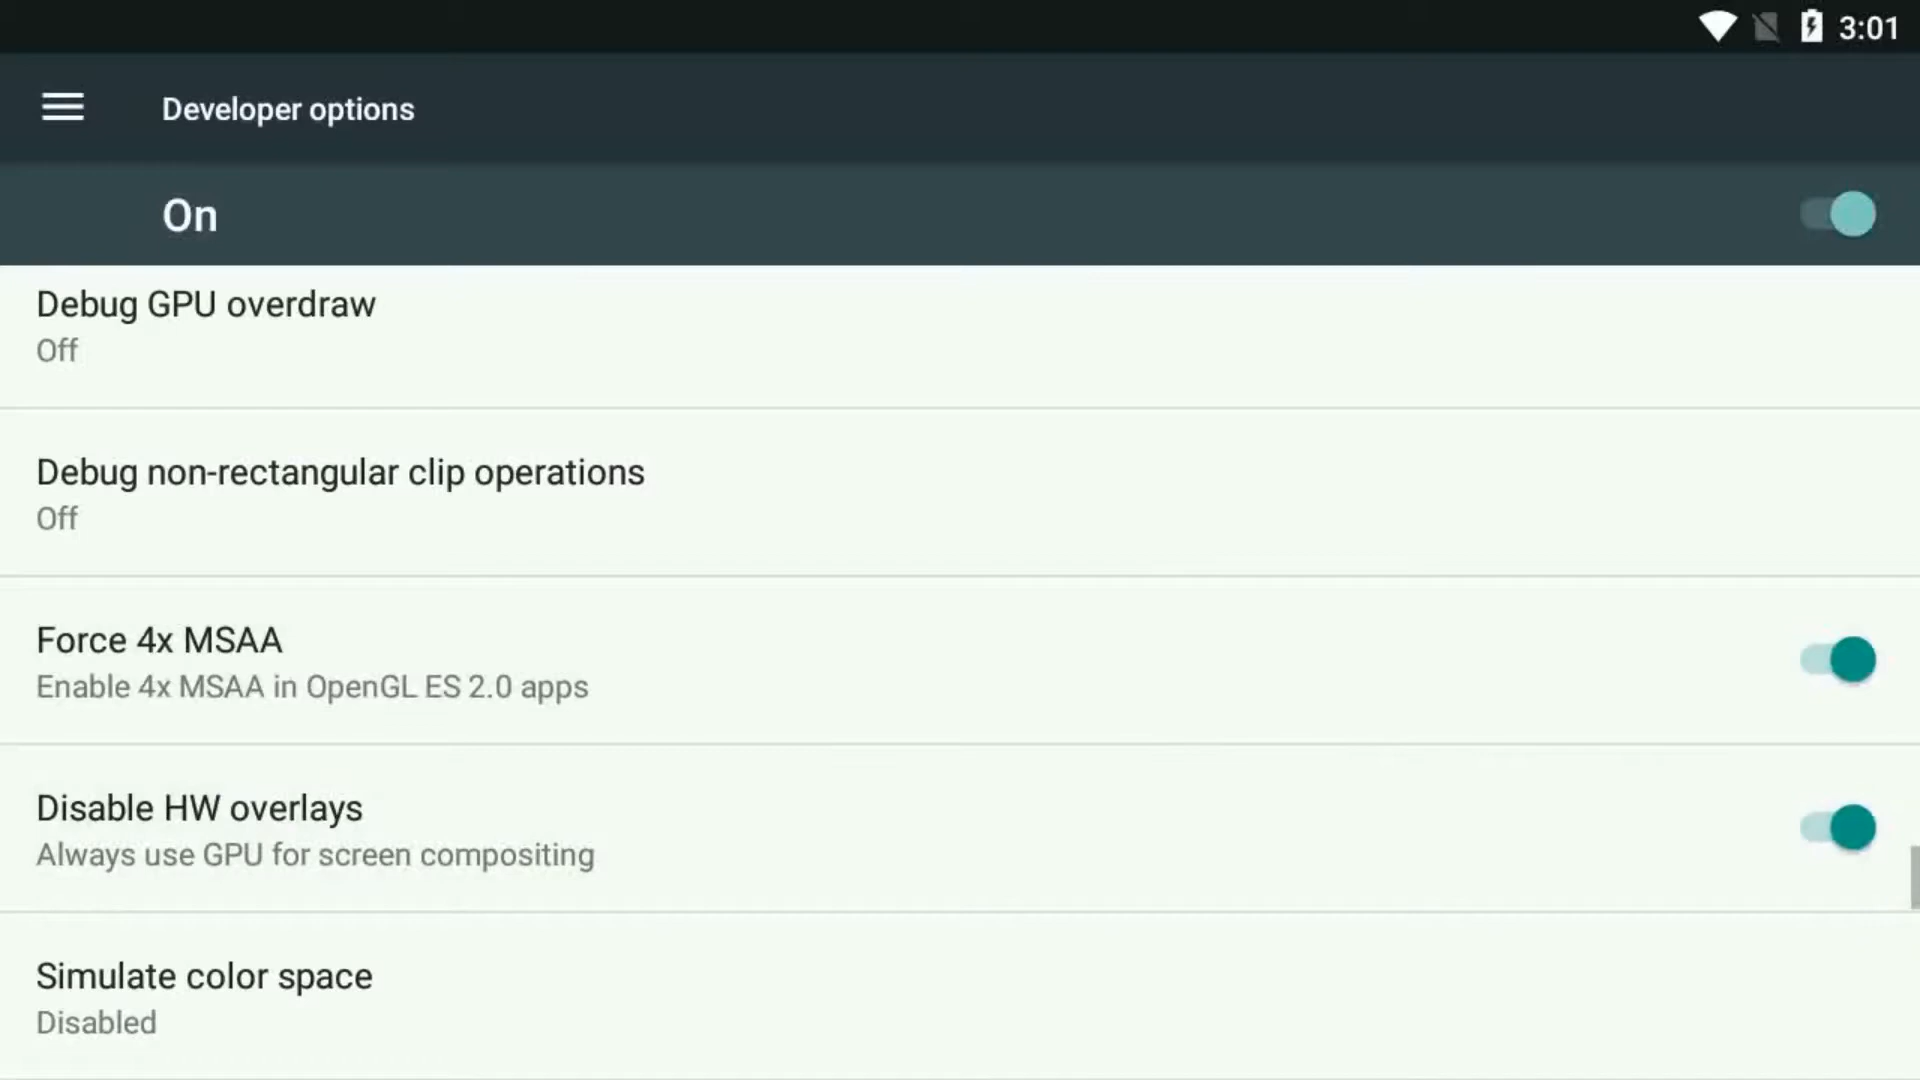 3:01
Developer options
On
Debug GPU overdraw
Off
Debug non-rectangular clip operations
Off
Force 4x MSAA
Enable 4x MSAA in OpenGL ES 2.0 apps
Disable HW overlays
Always use GPU for screen compositing
Simulate color space
Disabled